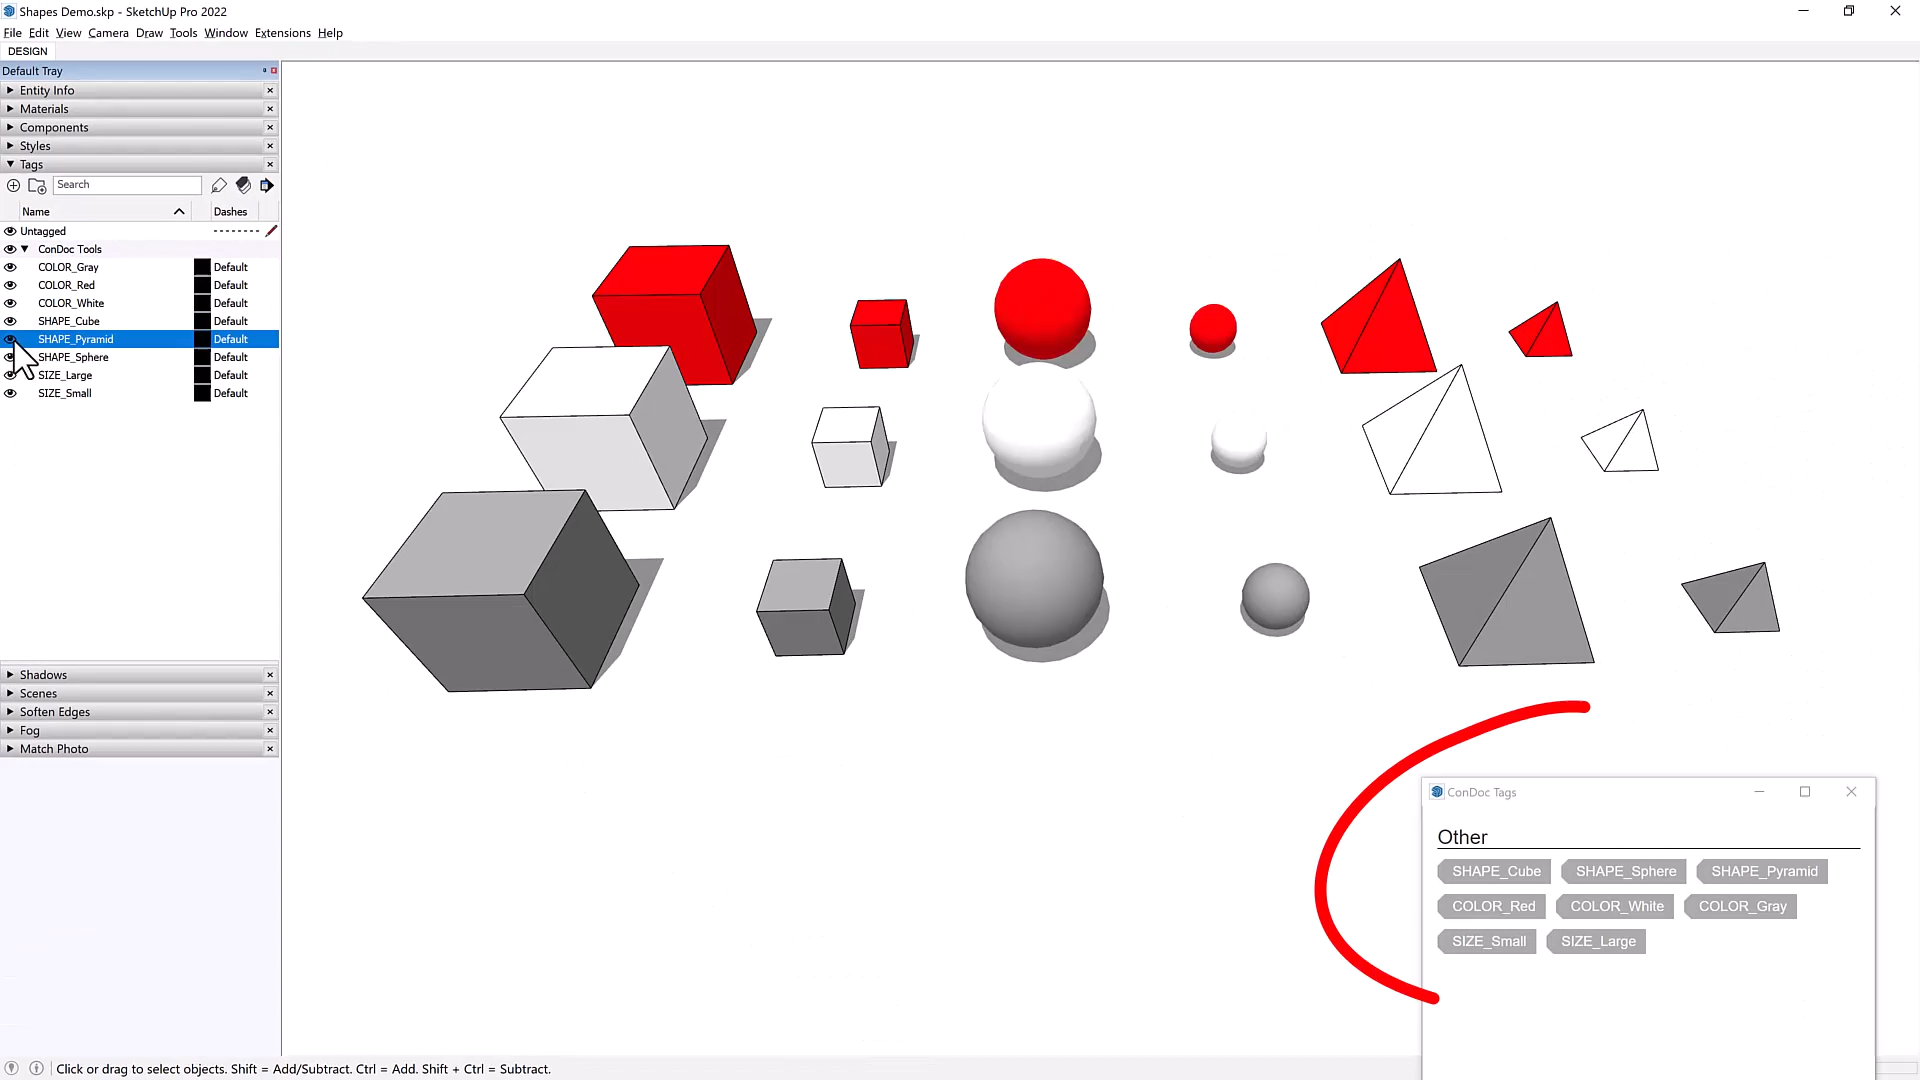 Shapes Demo.skp - SketchUp Pro 2022
File Edit View Camera Draw Tools Window Extensions Help
DESIGN
Default Tray
Entity Info
Materials
Components
Styles
Tags
Search
Name Dashes
Untagged
ConDoc Tools
COLOR_Gray Default
COLOR_Red Default
COLOR_White Default
SHAPE_Cube Default
SHAPE_Pyramid Default
SHAPE_Sphere Default
SIZE_Large Default
SIZE_Small Default
Shadows
Scenes
Soften Edges
Fog
Match Photo
ConDoc Tags
Other
SHAPE_Cube SHAPE_Sphere SHAPE_Pyramid
COLOR_Red COLOR_White COLOR_Gray
SIZE_Small SIZE_Large
Click or drag to select objects. Shift = Add/Subtract. Ctrl = Add. Shift + Ctrl = Subtract.